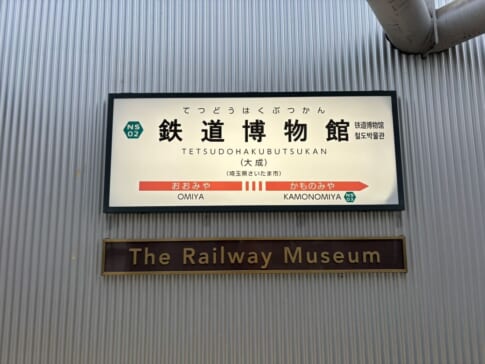 てつどうはくぶつかん
NS
02
鉄道博物館
铁道博物馆
철도박물관
TETSUDOHAKUBUTSUKAN
(大成)
(埼玉県さいたま市)
おおみや かものみや
OMIYA KAMONOMIYA
The Railway Museum